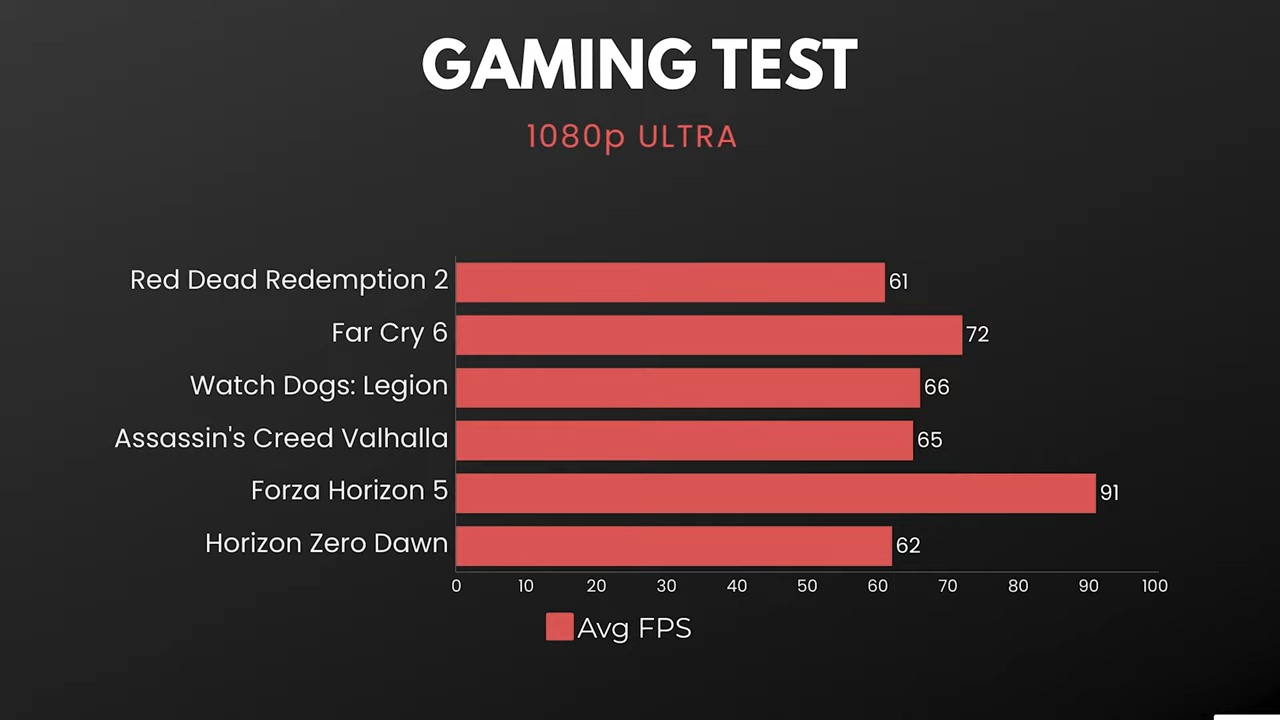 GAMING TEST
1080p ULTRA
Red Dead Redemption 2 61
Far Cry 6 72
Watch Dogs: Legion 66
Assassin's Creed Valhalla 65
Forza Horizon 5 91
Horizon Zero Dawn 62
0 10 20 30 40 50 60 70 80 90 100
Avg FPS